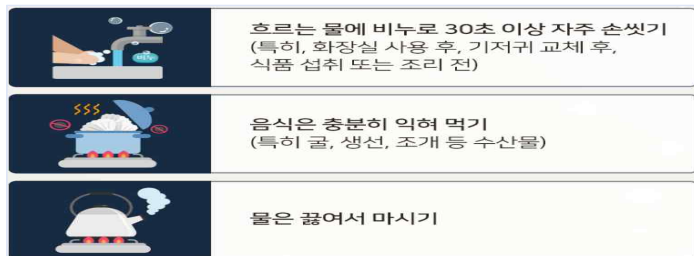 비누
흐르는 물에 비누로 30초 이상 자주 손씻기
(특히, 화장실 사용 후, 기저귀 교체 후,
식품 섭취 또는 조리 전)
음식은 충분히 익혀 먹기
(특히 굴, 생선, 조개 등 수산물)
물은 끓여서 마시기